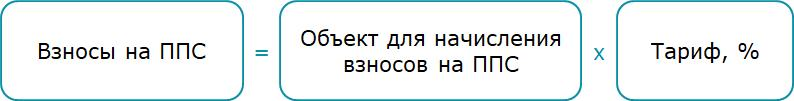 Взносы на ППС
=
Объект для начисления
взносов на ППС
x
Тариф, %